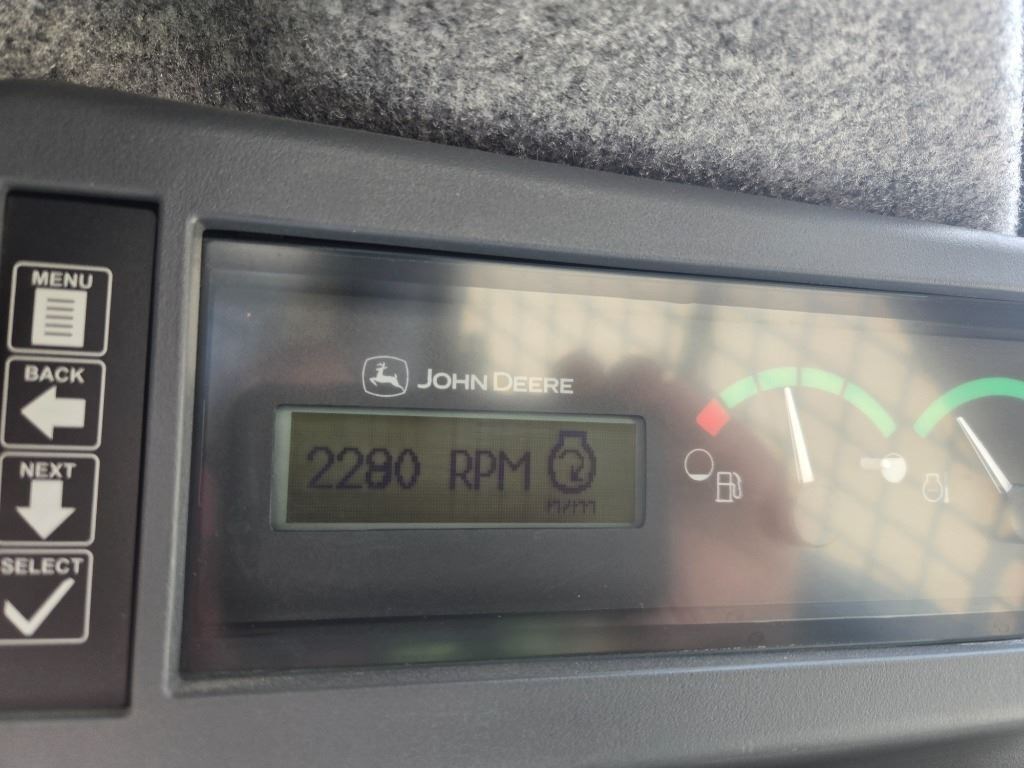 MENU
BACK
NEXT
SELECT
JOHN DEERE
2280 RPM
n/m